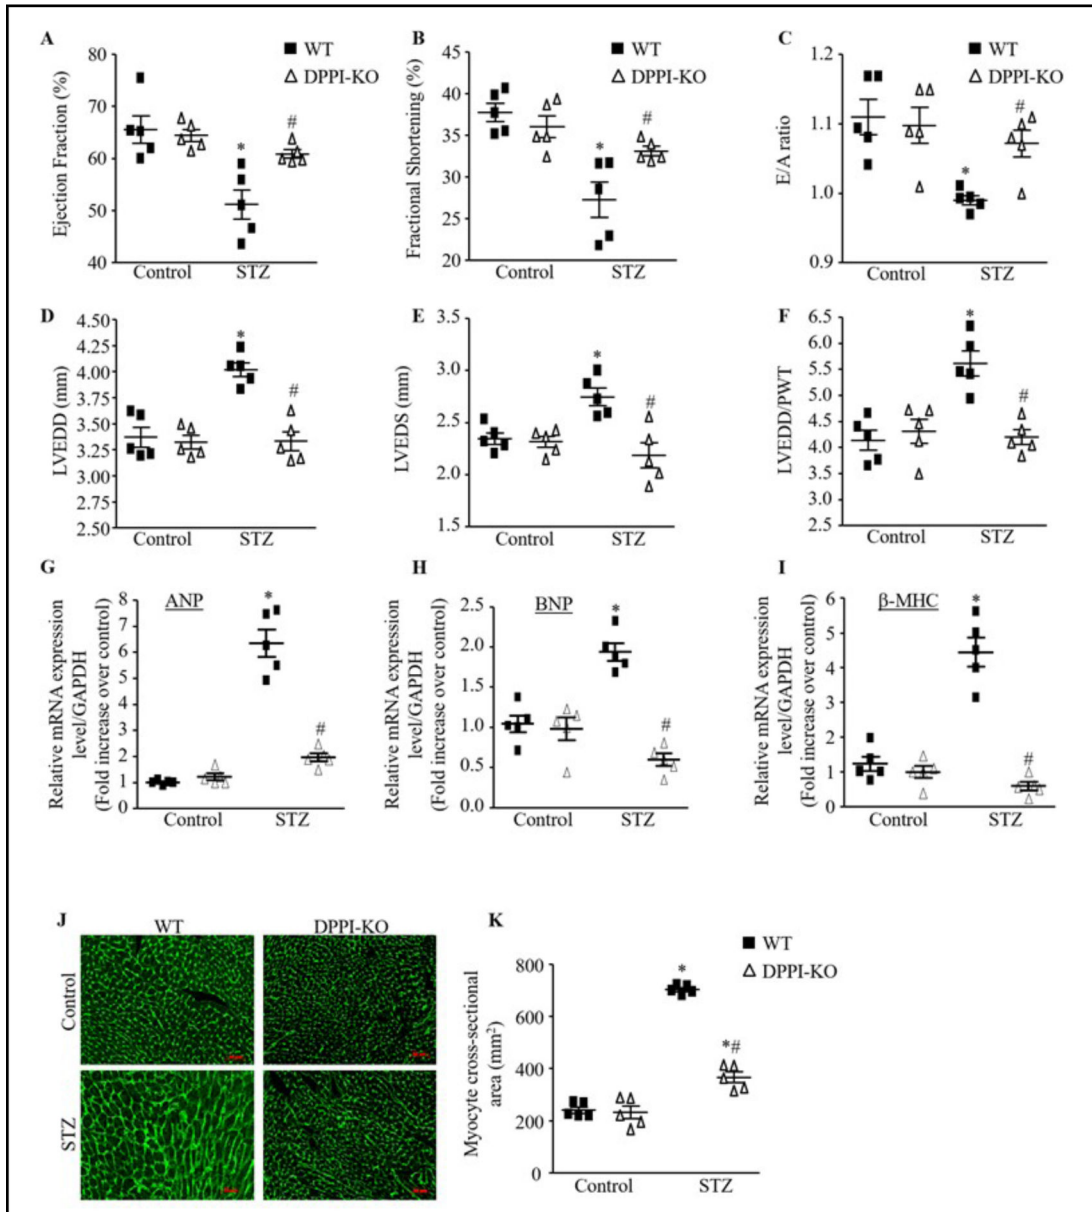 A
■ WT
△ DPPI-KO
Ejection Fraction (%)
80
70
60
50
40
*
#
Control
STZ
B
■ WT
△ DPPI-KO
Fractional Shortening (%)
45
40
35
30
25
20
*
#
Control
STZ
C
■ WT
△ DPPI-KO
E/A ratio
1.2
1.1
1.0
0.9
*
#
Control
STZ
D
LVEDD (mm)
4.50
4.25
4.00
3.75
3.50
3.25
3.00
2.75
2.50
*
#
Control
STZ
E
LVEDS (mm)
3.5
3.0
2.5
2.0
1.5
*
#
Control
STZ
F
LVEDD/PWT
6.5
6.0
5.5
5.0
4.5
4.0
3.5
3.0
2.5
*
#
Control
STZ
G
ANP
Relative mRNA expression
level/GAPDH
(Fold increase over control)
8
7
6
5
4
3
2
1
0
*
#
Control
STZ
H
BNP
Relative mRNA expression
level/GAPDH
(Fold increase over control)
2.5
2.0
1.5
1.0
0.5
0.0
*
#
Control
STZ
I
β-MHC
Relative mRNA expression
level/GAPDH
(Fold increase over control)
6
5
4
3
2
1
0
*
#
Control
STZ
J
WT
DPPI-KO
Control
STZ
K
■ WT
△ DPPI-KO
Myocyte cross-sectional
area (mm²)
800
600
400
200
0
*
*#
Control
STZ